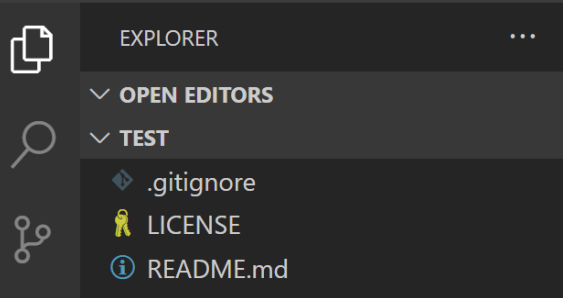 EXPLORER
OPEN EDITORS
TEST
.gitignore
LICENSE
README.md